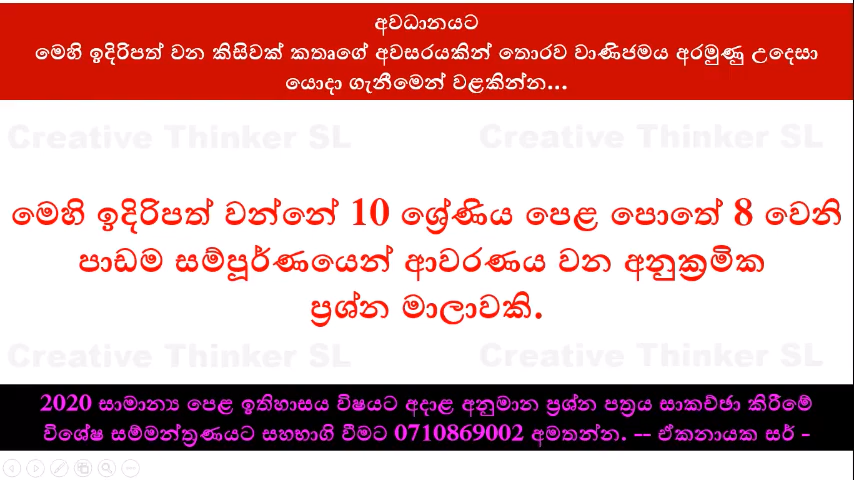 අවධානයට
මෙහි ඉදිරිපත් වන කිසිවක් කතෘගේ අවසරයකින් තොරව වාණිජමය අරමුණු උදෙසා
යොදා ගැනීමෙන් වළකින්න...
Creative Thinker SL Creative Thinker SL
මෙහි ඉදිරිපත් වන්නේ 10 ශ්‍රේණිය පෙළ පොතේ 8 වෙනි
පාඩම සම්පූර්ණයෙන් ආවරණය වන අනුක්‍රමික
ප්‍රශ්න මාලාවකි.
Creative Thinker SL Creative Thinker SL
2020 සාමාන්‍ය පෙළ ඉතිහාසය විෂයට අදාළ අනුමාන ප්‍රශ්න පත්‍රය සාකච්ඡා කිරීමේ
විශේෂ සම්මන්ත්‍රණයට සහභාගි වීමට 0710869002 අමතන්න. -- ඒකනායක සර් -